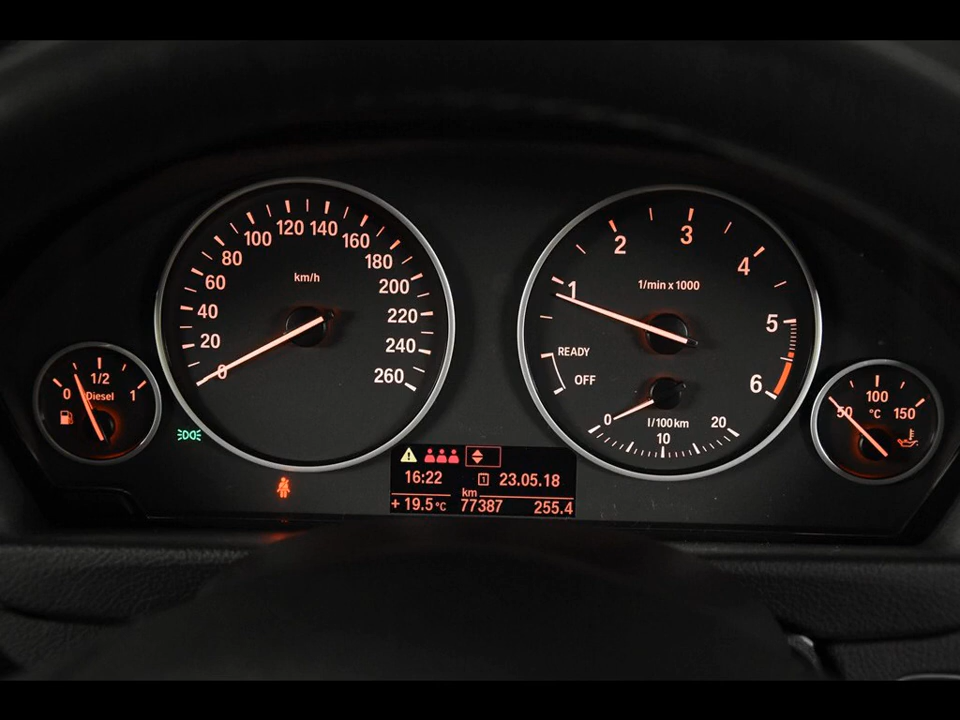 0 1/2 1
Diesel
km/h
0 20 40 60 80 100 120 140 160 180 200 220 240 260
1/min x 1000
1 2 3 4 5 6
READY
OFF
0 10 20
l/100km
50 100 150
°C
16:22 1 23.05.18
km
+ 19.5 °C 77387 255.4